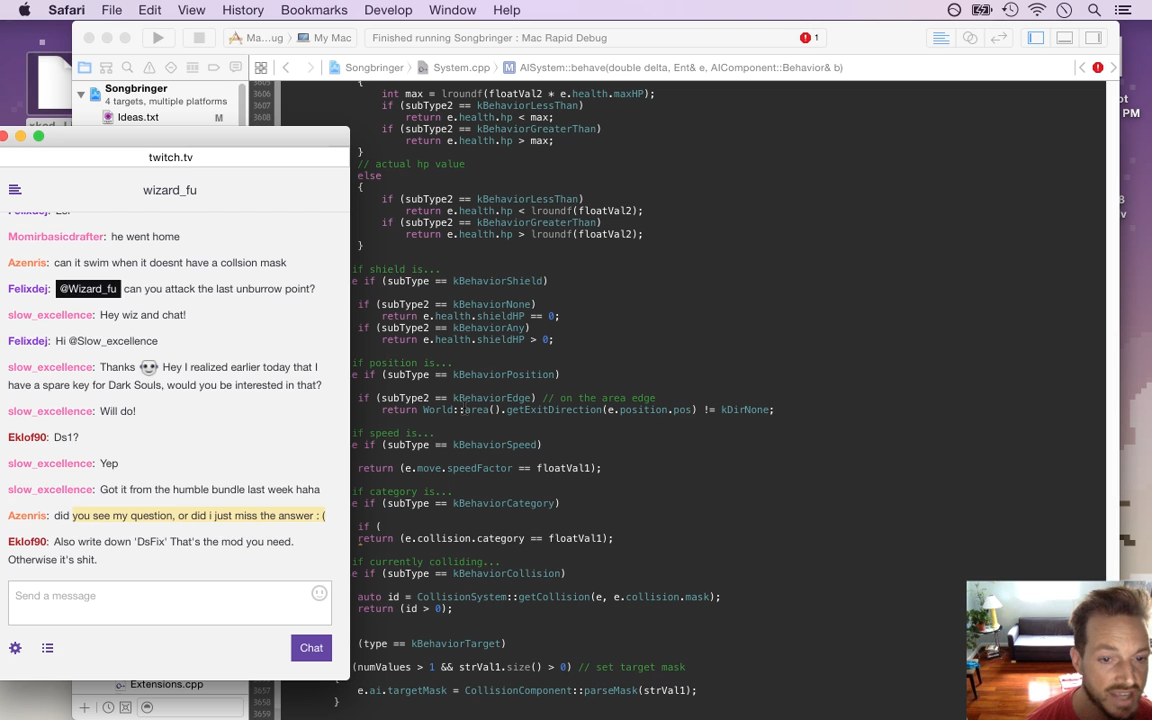 Safari File Edit View History Bookmarks Develop Window Help
Ma...ug My Mac
Finished running Songbringer : Mac Rapid Debug
1
Songbringer System.cpp M AISystem::behave(double delta, Ent& e, AIComponent::Behavior& b)
Songbringer
4 targets, multiple platforms
Ideas.txt M
twitch.tv
wizard_fu
Momirbasicdrafter: he went home
Azenris: can it swim when it doesnt have a collsion mask
Felixdej: @Wizard_fu can you attack the last unburrow point?
slow_excellence: Hey wiz and chat!
Felixdej: Hi @Slow_excellence
slow_excellence: Thanks Hey I realized earlier today that I
have a spare key for Dark Souls, would you be interested in that?
slow_excellence: Will do!
Eklof90: Ds1?
slow_excellence: Yep
slow_excellence: Got it from the humble bundle last week haha
Azenris: did you see my question, or did i just miss the answer : (
Eklof90: Also write down 'DsFix' That's the mod you need.
Otherwise it's shit.
Send a message
Chat
Extensions.cpp
{
3606 int max = lroundf(floatVal2 * e.health.maxHP);
3607 if (subType2 == kBehaviorLessThan)
3608 return e.health.hp < max;
if (subType2 == kBehaviorGreaterThan)
return e.health.hp > max;
}
// actual hp value
else
{
if (subType2 == kBehaviorLessThan)
return e.health.hp < lroundf(floatVal2);
if (subType2 == kBehaviorGreaterThan)
return e.health.hp > lroundf(floatVal2);
}
if shield is...
e if (subType == kBehaviorShield)
if (subType2 == kBehaviorNone)
return e.health.shieldHP == 0;
if (subType2 == kBehaviorAny)
return e.health.shieldHP > 0;
if position is...
e if (subType == kBehaviorPosition)
if (subType2 == kBehaviorEdge) // on the area edge
return World::area().getExitDirection(e.position.pos) != kDirNone;
if speed is...
e if (subType == kBehaviorSpeed)
return (e.move.speedFactor == floatVal1);
if category is...
e if (subType == kBehaviorCategory)
if (
return (e.collision.category == floatVal1);
if currently colliding...
e if (subType == kBehaviorCollision)
auto id = CollisionSystem::getCollision(e, e.collision.mask);
return (id > 0);
(type == kBehaviorTarget)
(numValues > 1 && strVal1.size() > 0) // set target mask
3657
e.ai.targetMask = CollisionComponent::parseMask(strVal1);
3658 }
3659
ot
PM
8
v